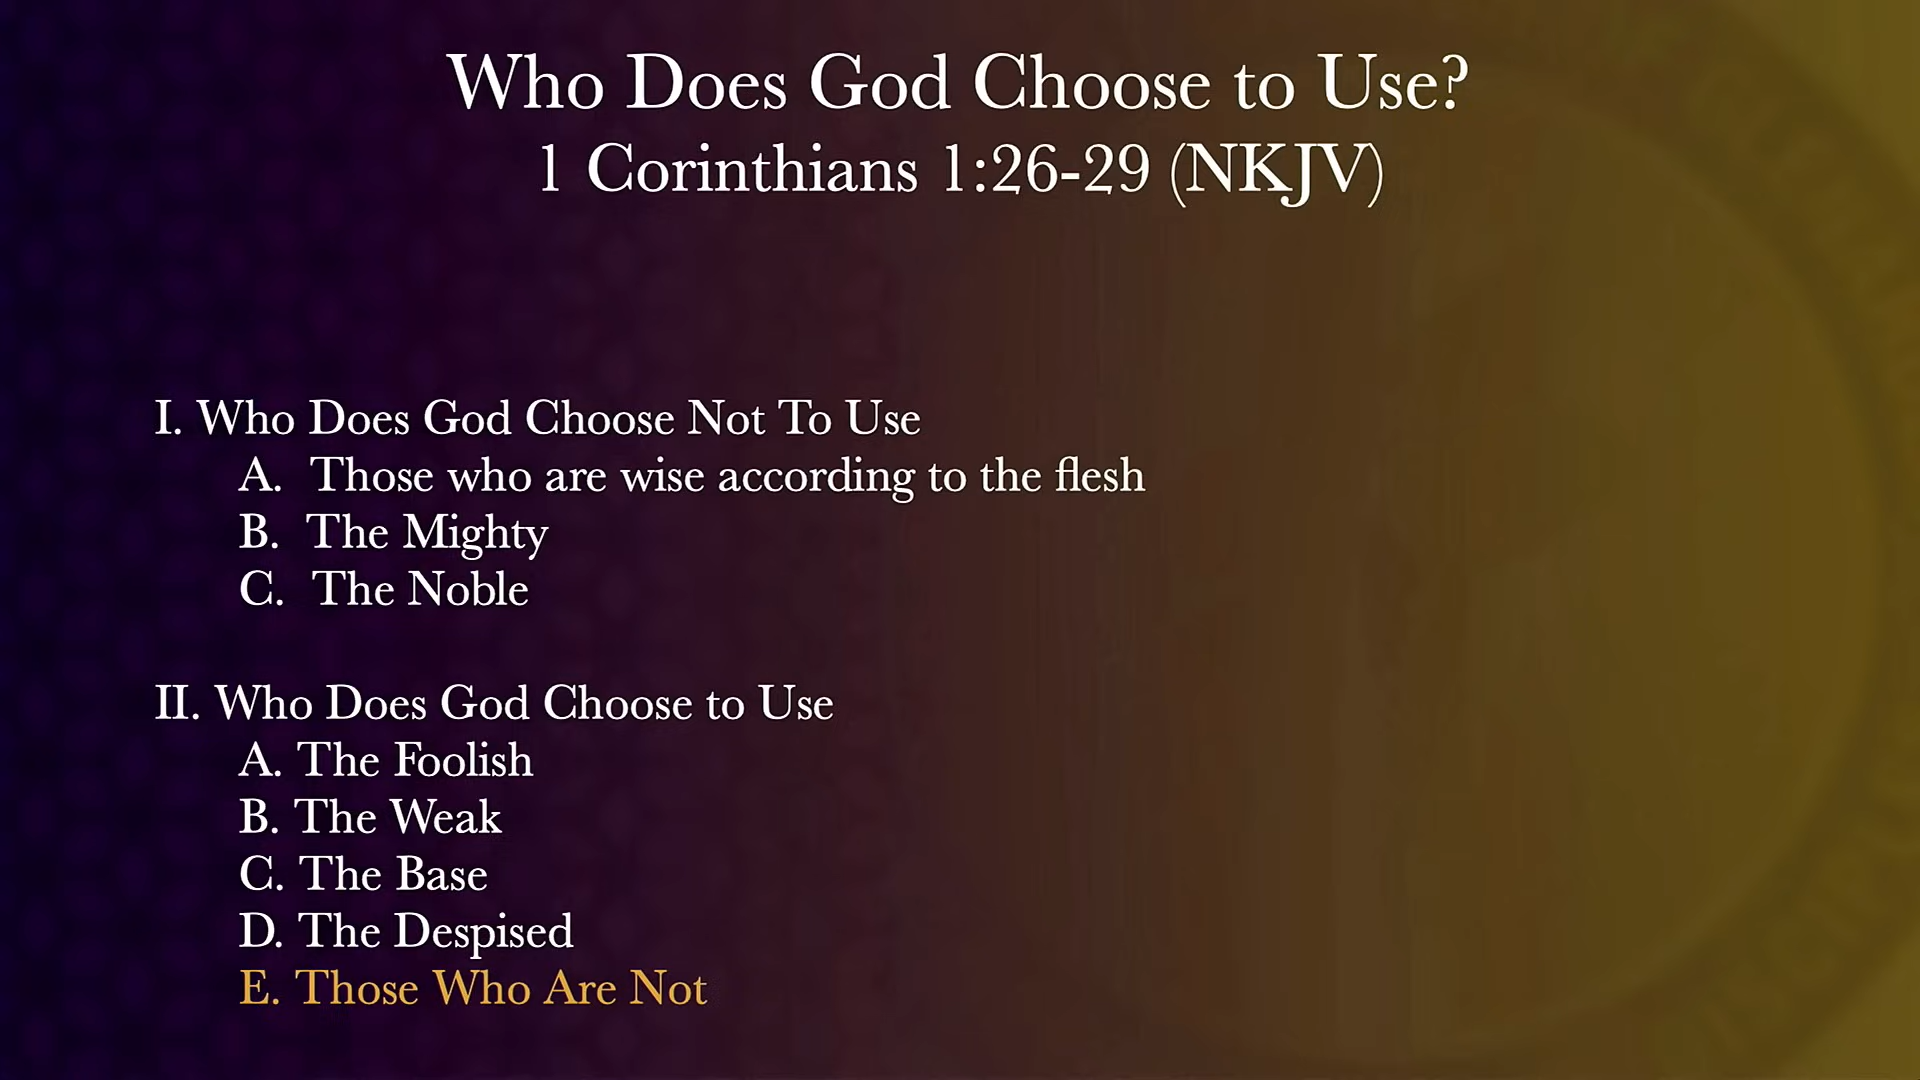 Who Does God Choose to Use?
1 Corinthians 1:26-29 (NKJV)
I. Who Does God Choose Not To Use
A. Those who are wise according to the flesh
B. The Mighty
C. The Noble
II. Who Does God Choose to Use
A. The Foolish
B. The Weak
C. The Base
D. The Despised
E. Those Who Are Not